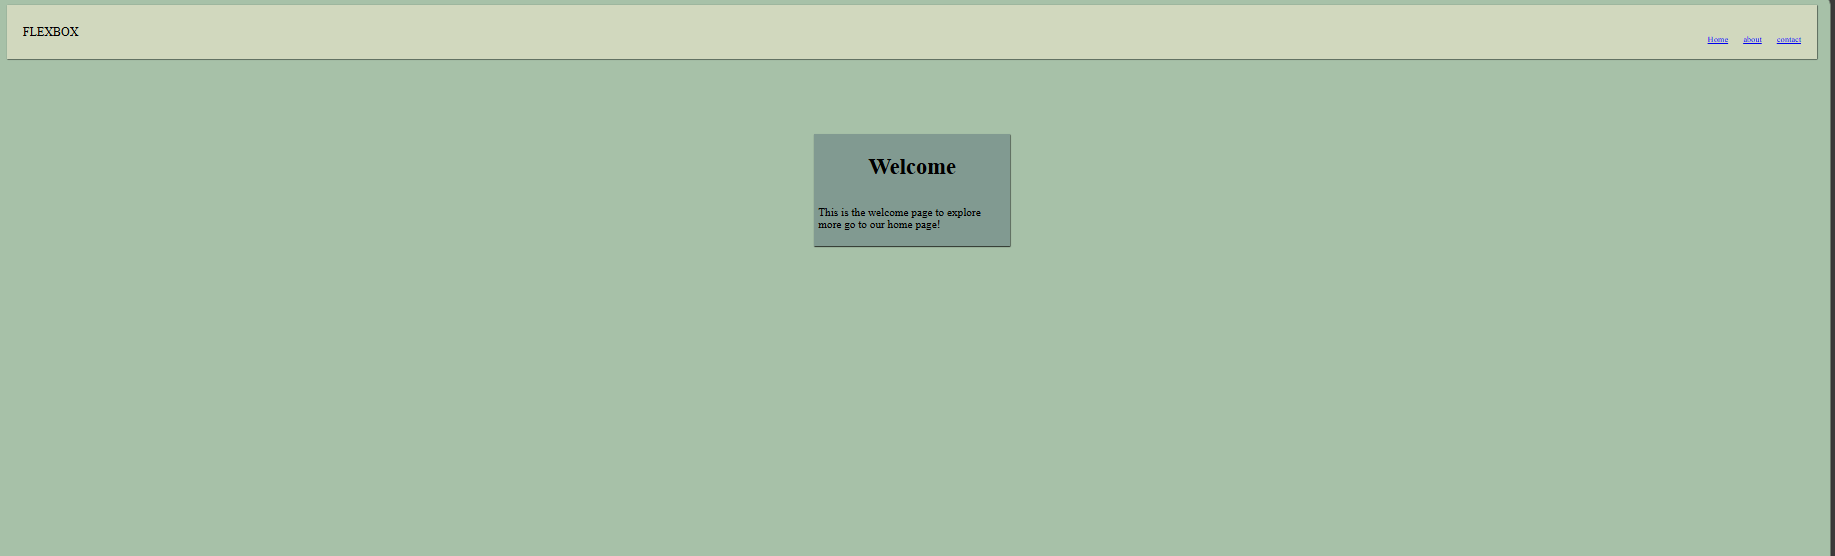 FLEXBOX
Home about contact
Welcome
This is the welcome page to explore
more go to our home page!